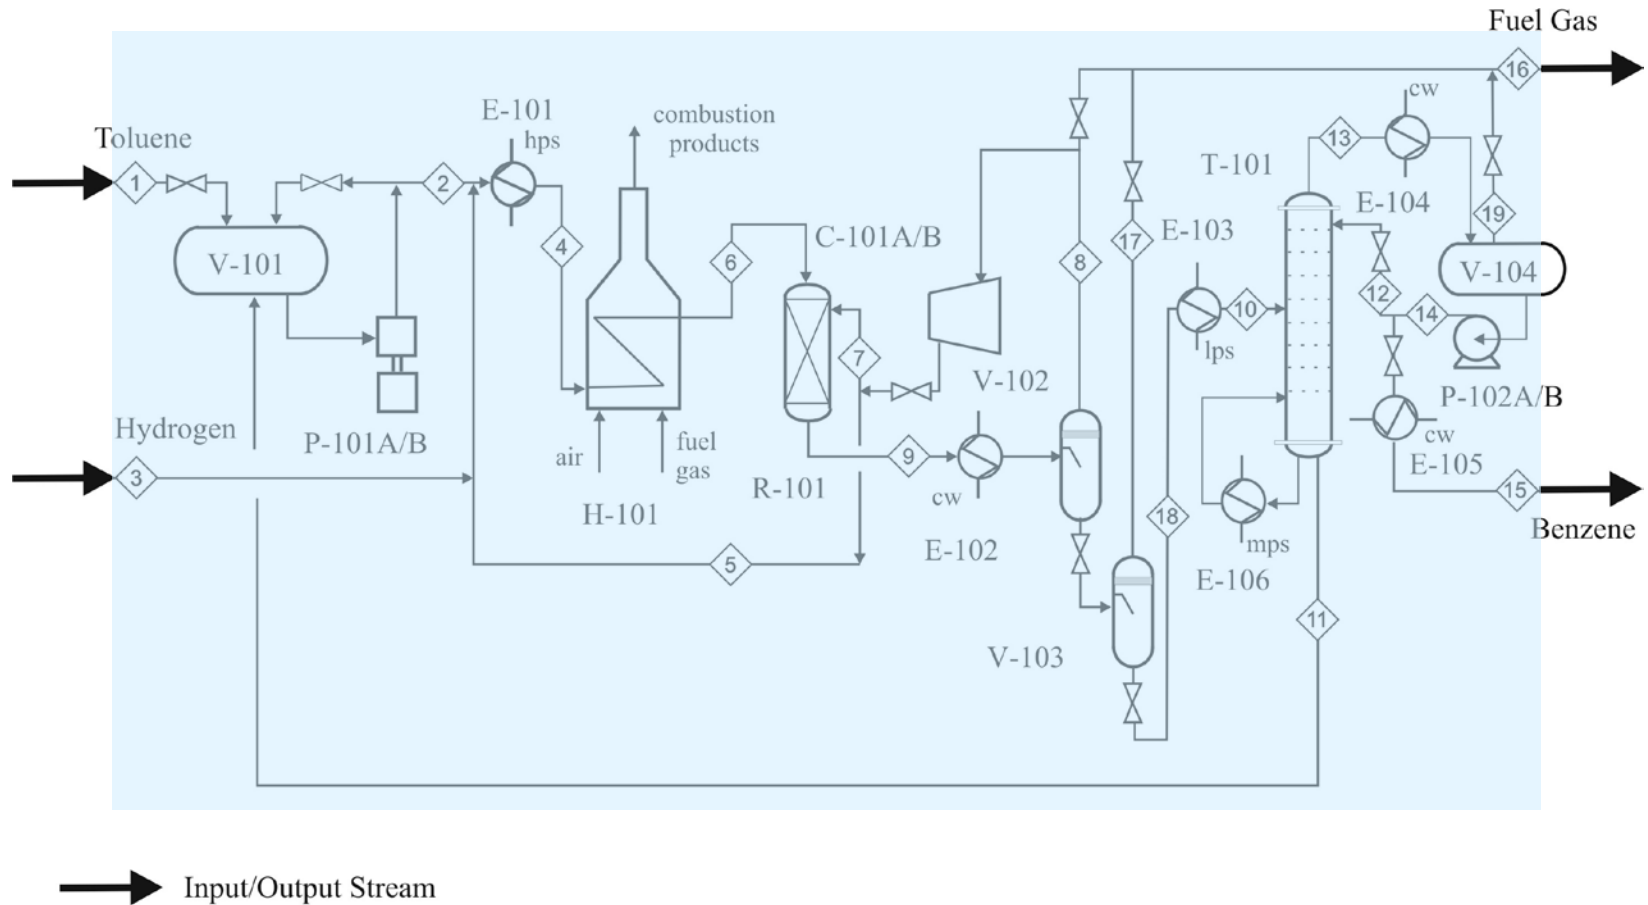 Fuel Gas
16
E-101
hps
combustion
products
cw
13
T-101
Toluene
1
2
E-104
19
4
6
C-101A/B
17
E-103
8
V-101
V-104
12
14
10
7
lps
V-102
P-102A/B
Hydrogen
P-101A/B
air
fuel
gas
9
cw
E-105
3
R-101
cw
15
H-101
18
Benzene
E-102
mps
5
E-106
11
V-103
Input/Output Stream